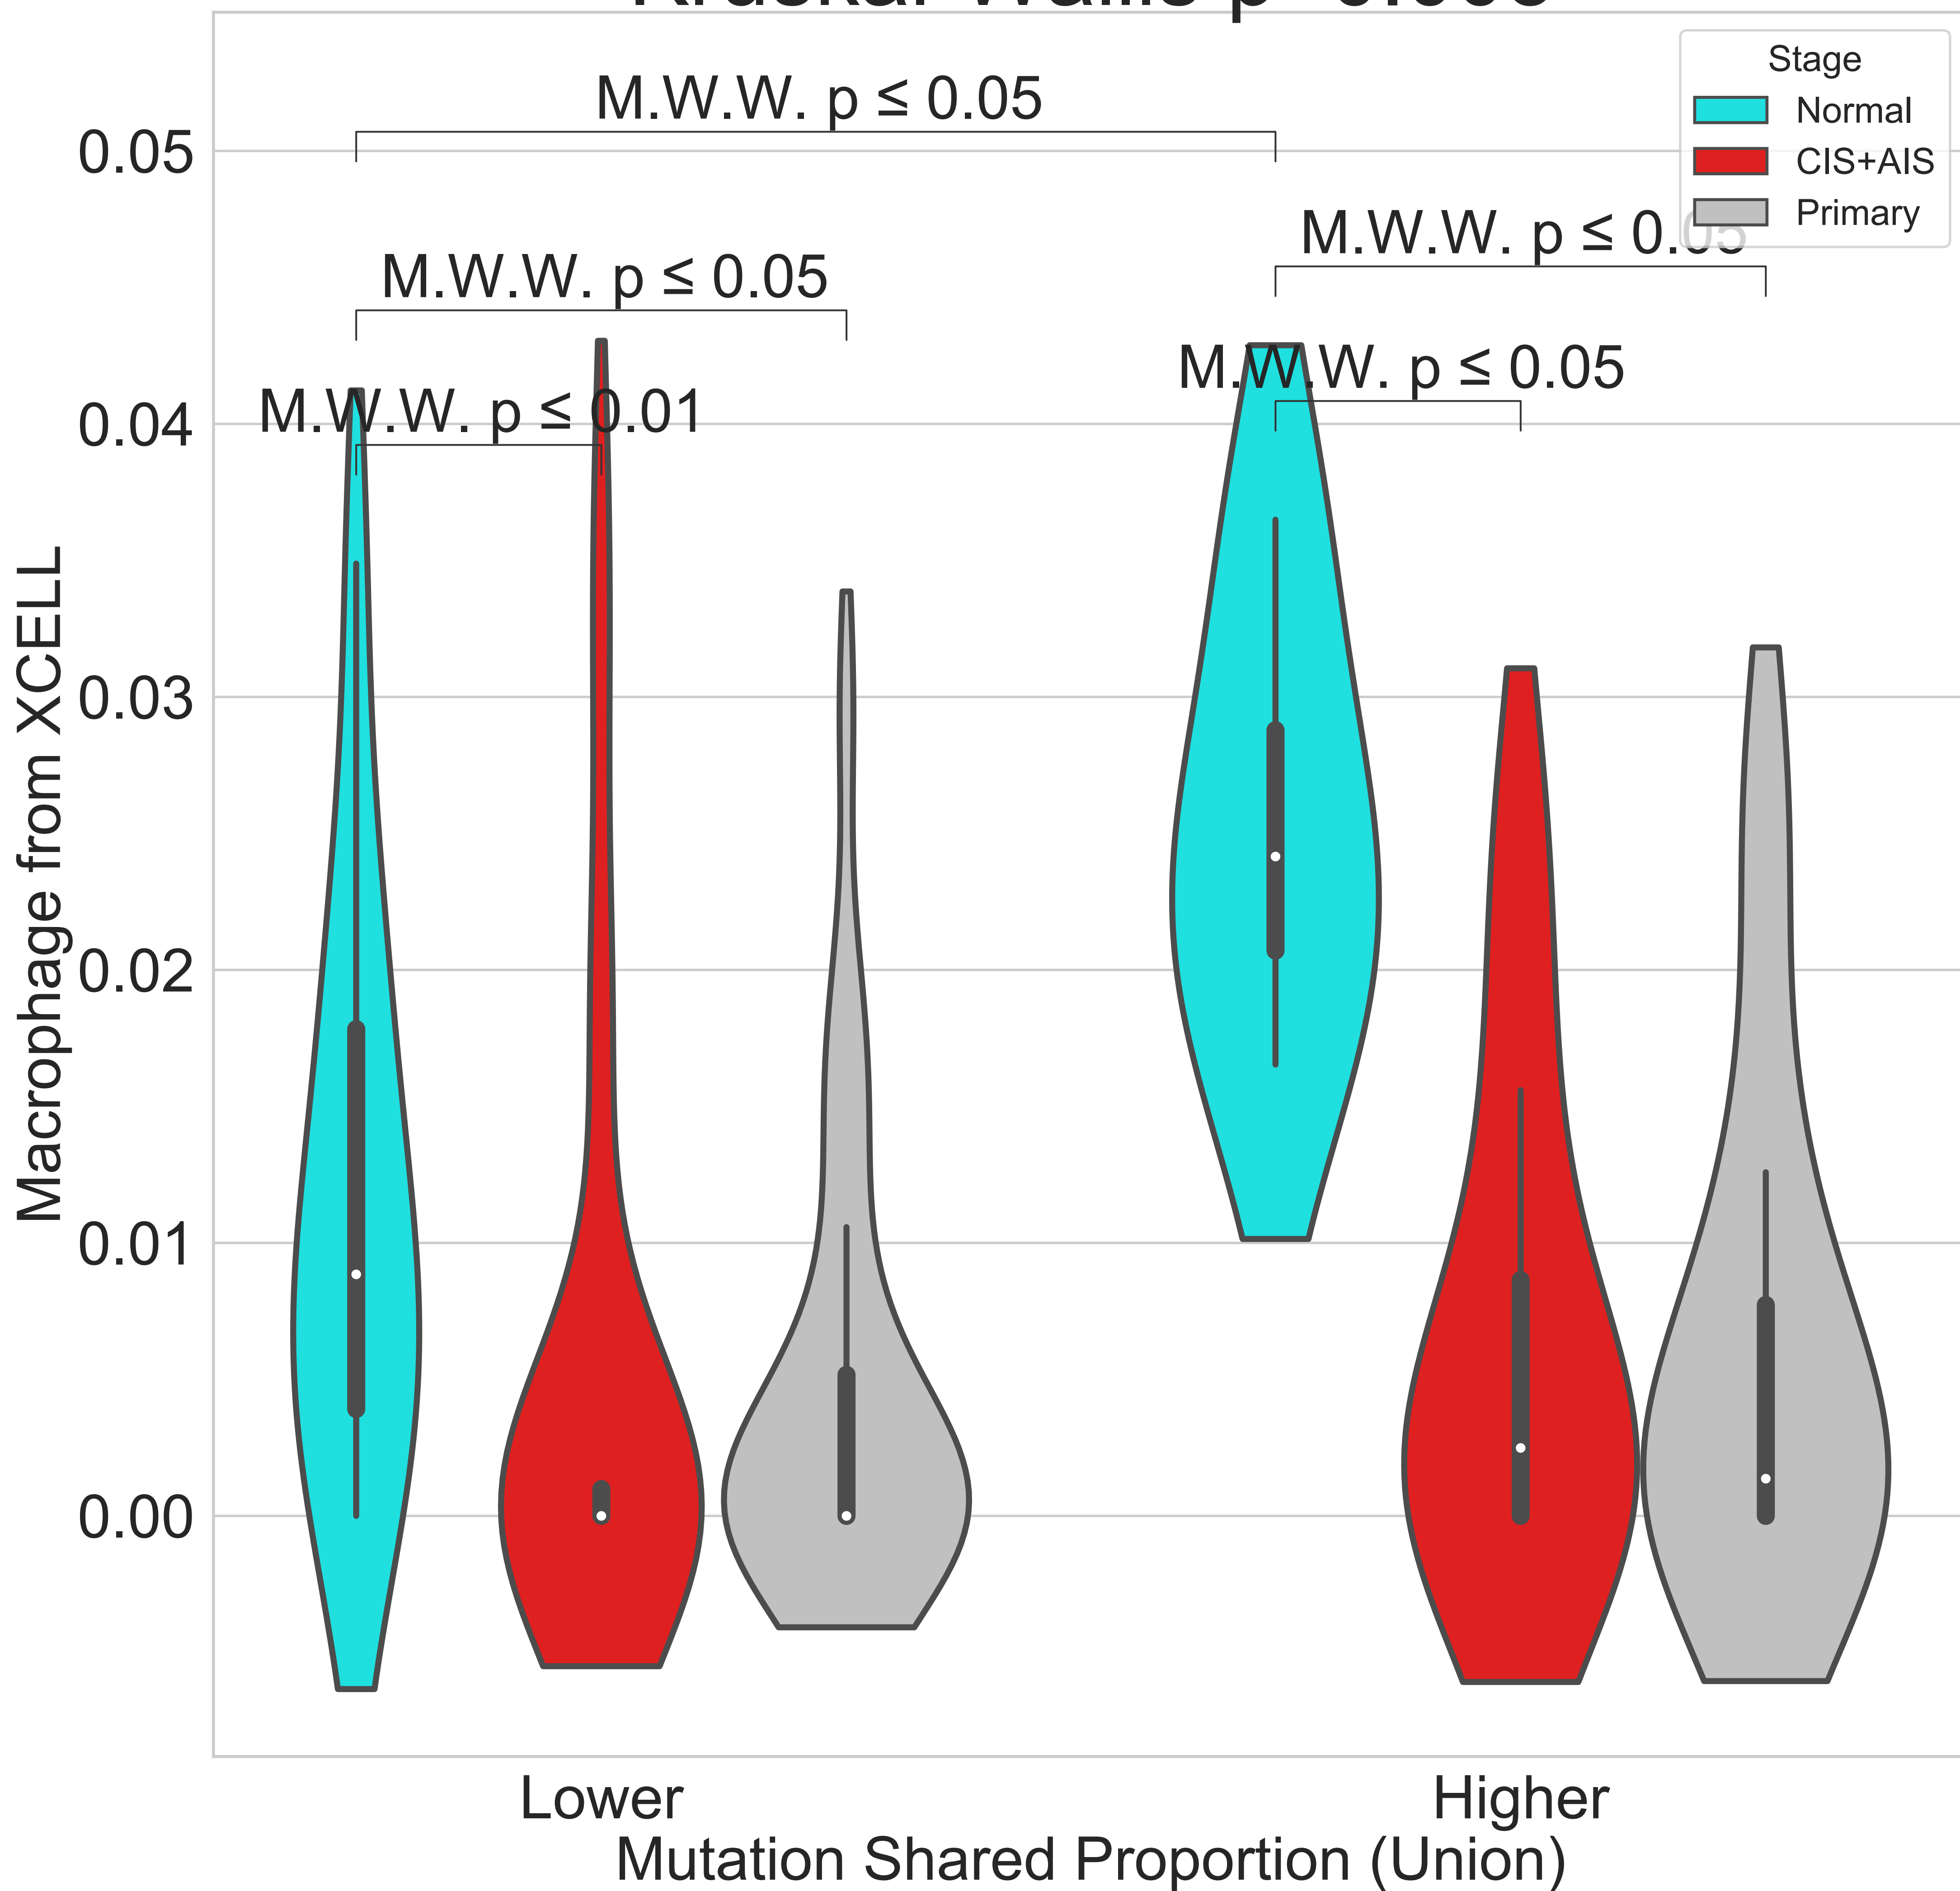 M.W.W. p ≤ 0.05
Stage
Normal
CIS+AIS
Primary
0.05
M.W.W. p ≤ 0.05
M.W.W. p ≤ 0.05
M.W.W. p ≤ 0.05
M.W.W. p ≤ 0.01
0.04
0.03
0.02
0.01
0.00
Macrophage from XCELL
Lower
Higher
Mutation Shared Proportion (Union)